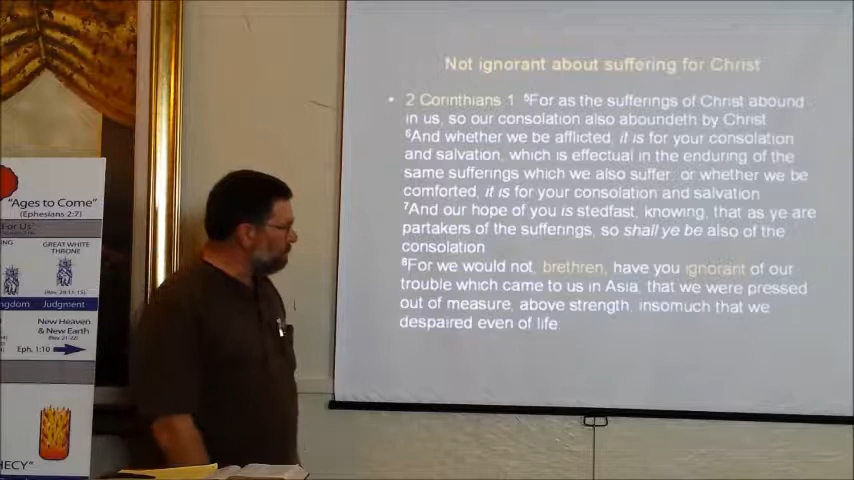 Not ignorant about suffering for Christ
• 2 Corinthians 1 ⁵For as the sufferings of Christ abound
in us, so our consolation also aboundeth by Christ
⁶And whether we be afflicted, it is for your consolation
and salvation, which is effectual in the enduring of the
same sufferings which we also suffer: or whether we be
comforted, it is for your consolation and salvation
⁷And our hope of you is stedfast, knowing, that as ye are
partakers of the sufferings, so shall ye be also of the
consolation
⁸For we would not, brethren, have you ignorant of our
trouble which came to us in Asia, that we were pressed
out of measure, above strength, insomuch that we
despaired even of life
"Ages to Come"
(Ephesians 2:7)
"For Us"
GREAT WHITE
THRONE
(Rev 20:11-15)
Judgment
New Heaven
& New Earth
(Rev 21-22)
Eph. 1:10